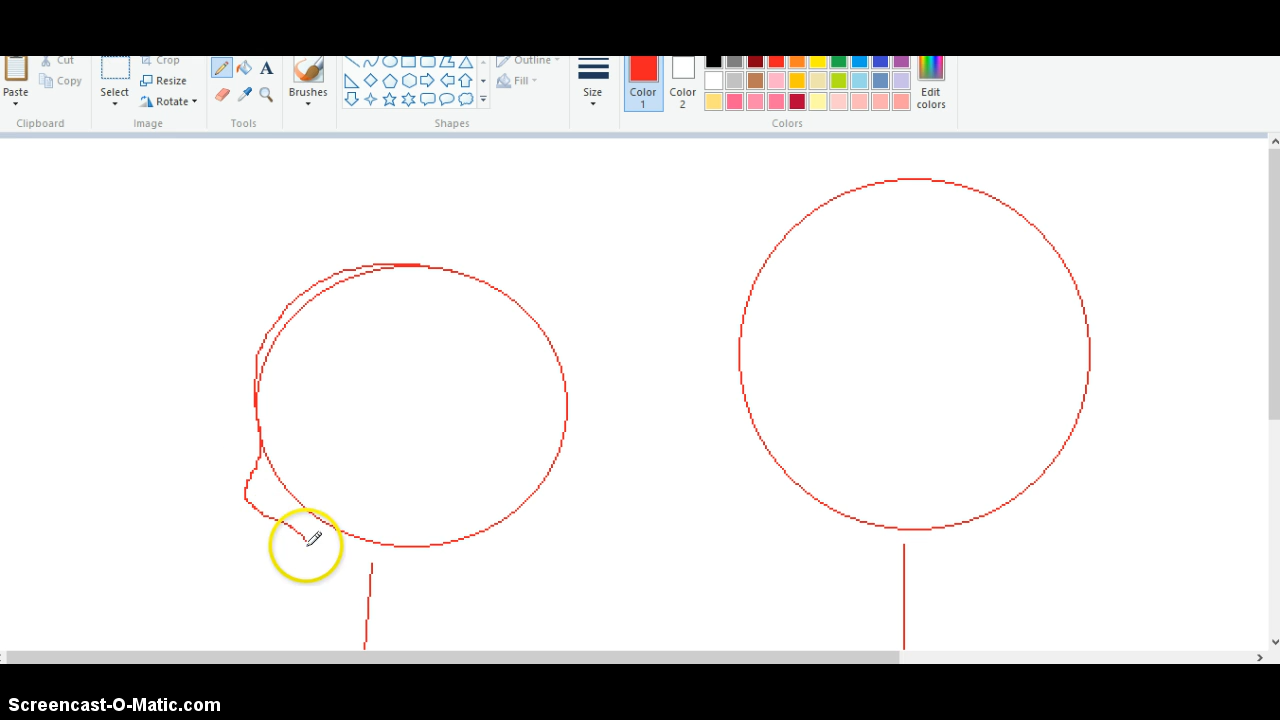 Cut
Crop
Outline
Copy
Resize
Fill
Paste
Select
Rotate
Brushes
Size
Color
1
Color
2
Edit
colors
Clipboard
Image
Tools
Shapes
Colors
Screencast-O-Matic.com